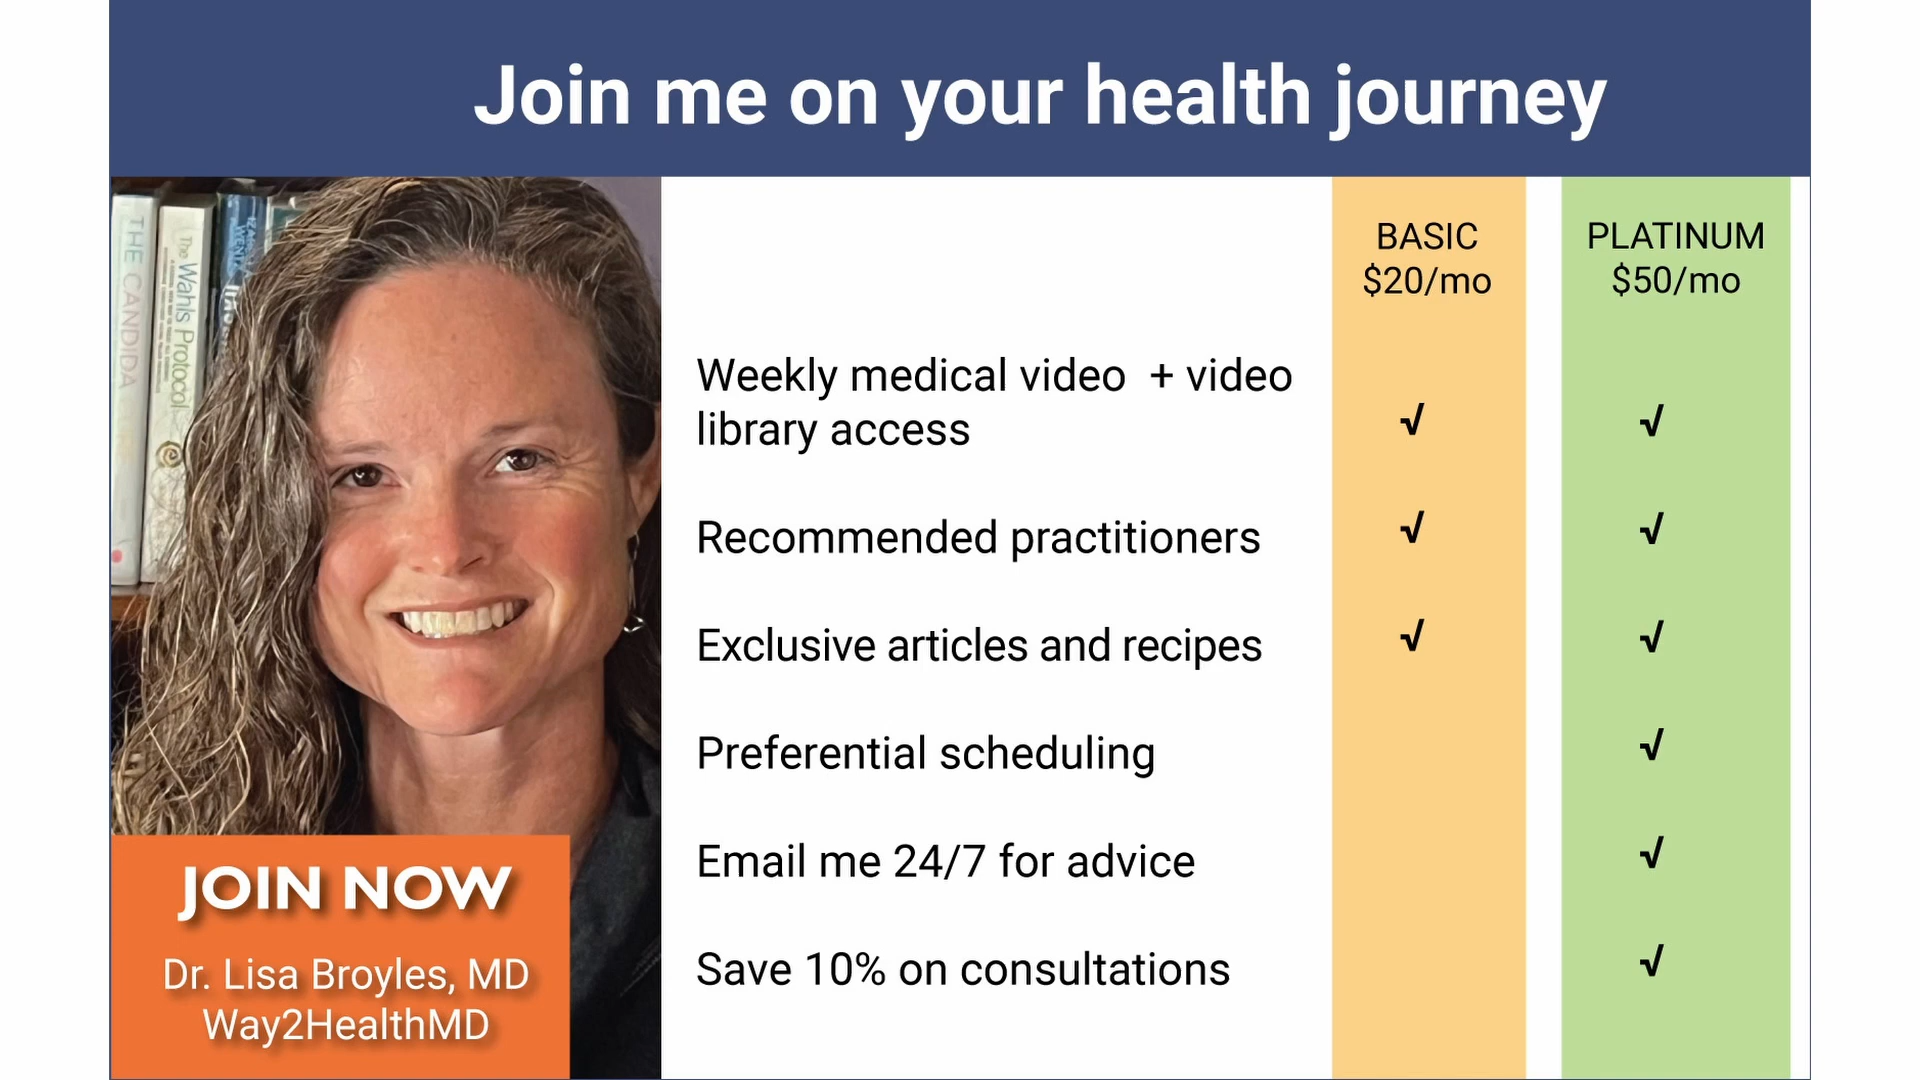 Join me on your health journey
THE CANDIDA
The Wahls Protocol
BASIC
$20/mo
PLATINUM
$50/mo
Weekly medical video + video
library access
√ √
Recommended practitioners √ √
Exclusive articles and recipes √ √
Preferential scheduling √
Email me 24/7 for advice √
Save 10% on consultations √
JOIN NOW
Dr. Lisa Broyles, MD
Way2HealthMD